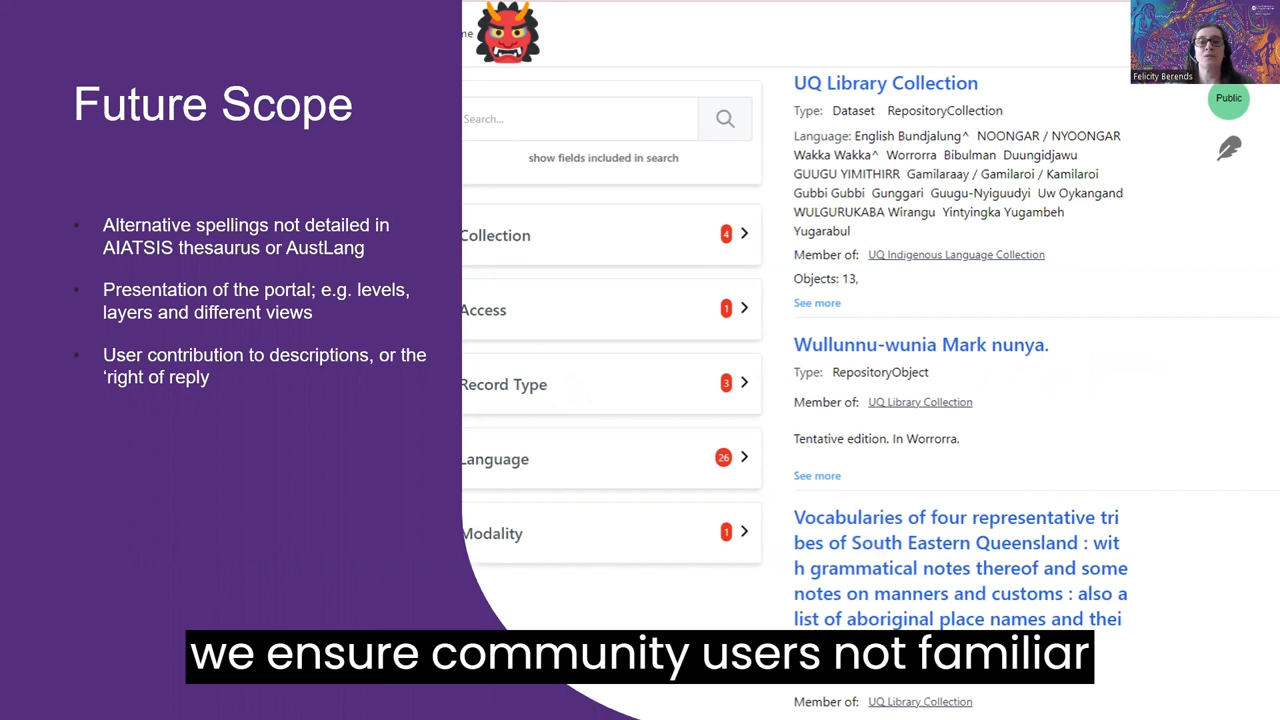 Future Scope
Alternative spellings not detailed in
AIATSIS thesaurus or AustLang
Presentation of the portal; e.g. levels,
layers and different views
User contribution to descriptions, or the
‘right of reply
me
Search...
show fields included in search
Collection
4
Access
1
Record Type
3
Language
26
Modality
1
UQ Library Collection
Type: Dataset RepositoryCollection
Language: English Bundjalung^ NOONGAR / NYOONGAR
Wakka Wakka^ Worrorra Bibulman Duungidjawu
GUUGU YIMITHIRR Gamilaraay / Gamilaroi / Kamilaroi
Gubbi Gubbi Gunggari Guugu-Nyiguudyi Uw Oykangand
WULGURUKABA Wirangu Yintyingka Yugambeh
Yugarabul
Member of: UQ Indigenous Language Collection
Objects: 13,
See more
Wullunnu-wunia Mark nunya.
Type: RepositoryObject
Member of: UQ Library Collection
Tentative edition. In Worrorra.
See more
Vocabularies of four representative tri
bes of South Eastern Queensland : wit
h grammatical notes thereof and some
notes on manners and customs : also a
list of aboriginal place names and thei
Member of: UQ Library Collection
Felicity Berends
Public
we ensure community users not familiar